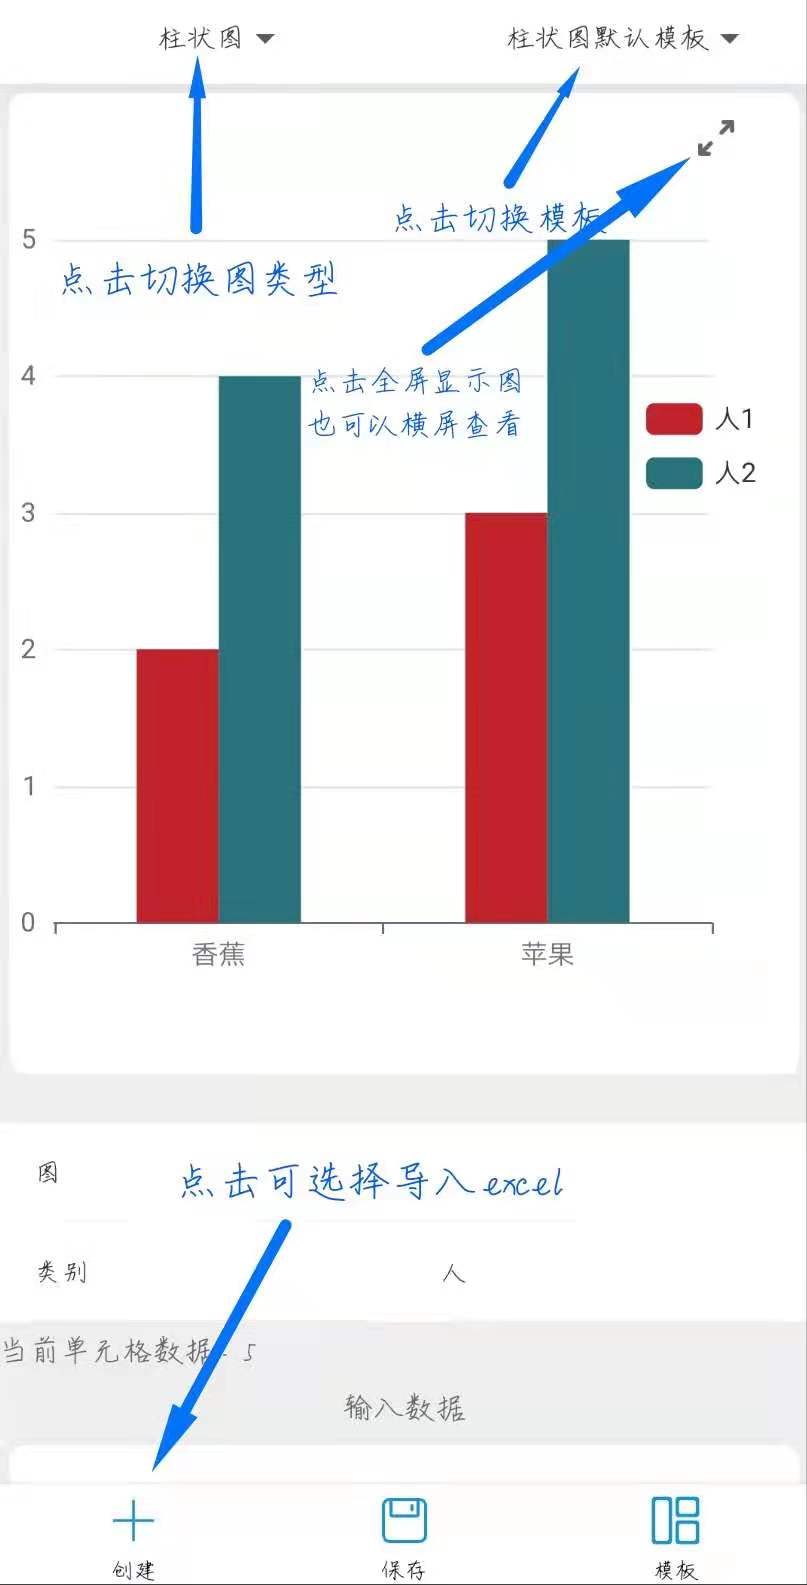 柱状图
柱状图默认模板
点击切换模板
5
点击切换图类型
4
点击全屏显示图
也可以横屏查看
人1
人2
3
2
1
0
香蕉
苹果
图
点击可选择导入excel
类别
人
当前单元格数据：5
输入数据
创建
保存
模板